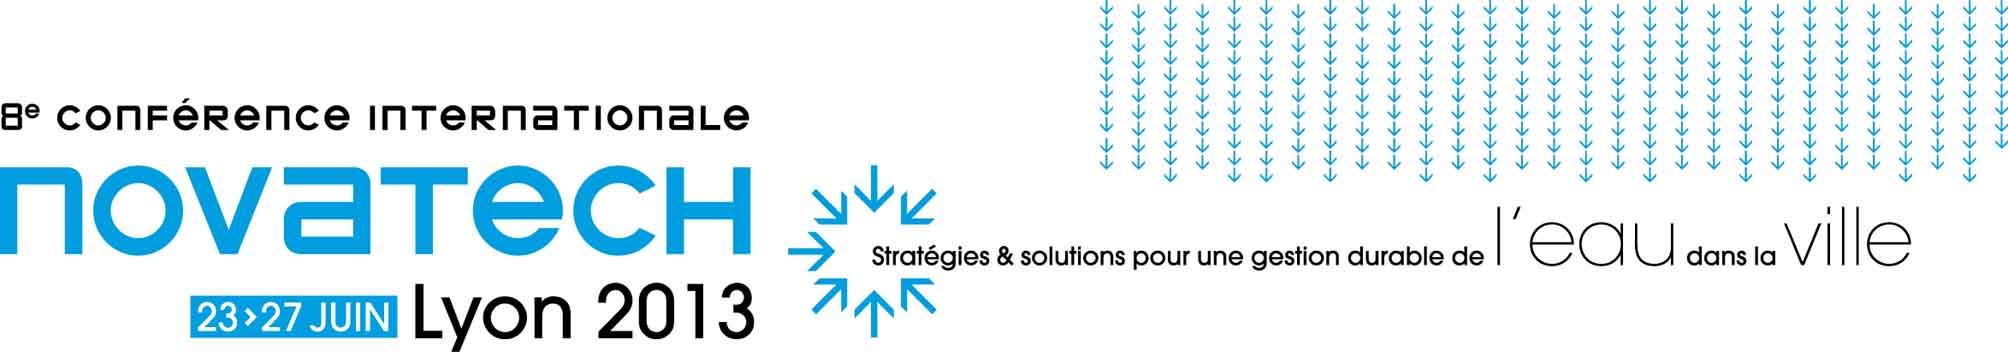 8e conférence internationale
novatech
23>27 JUIN Lyon 2013
Stratégies & solutions pour une gestion durable de l'eau dans la ville